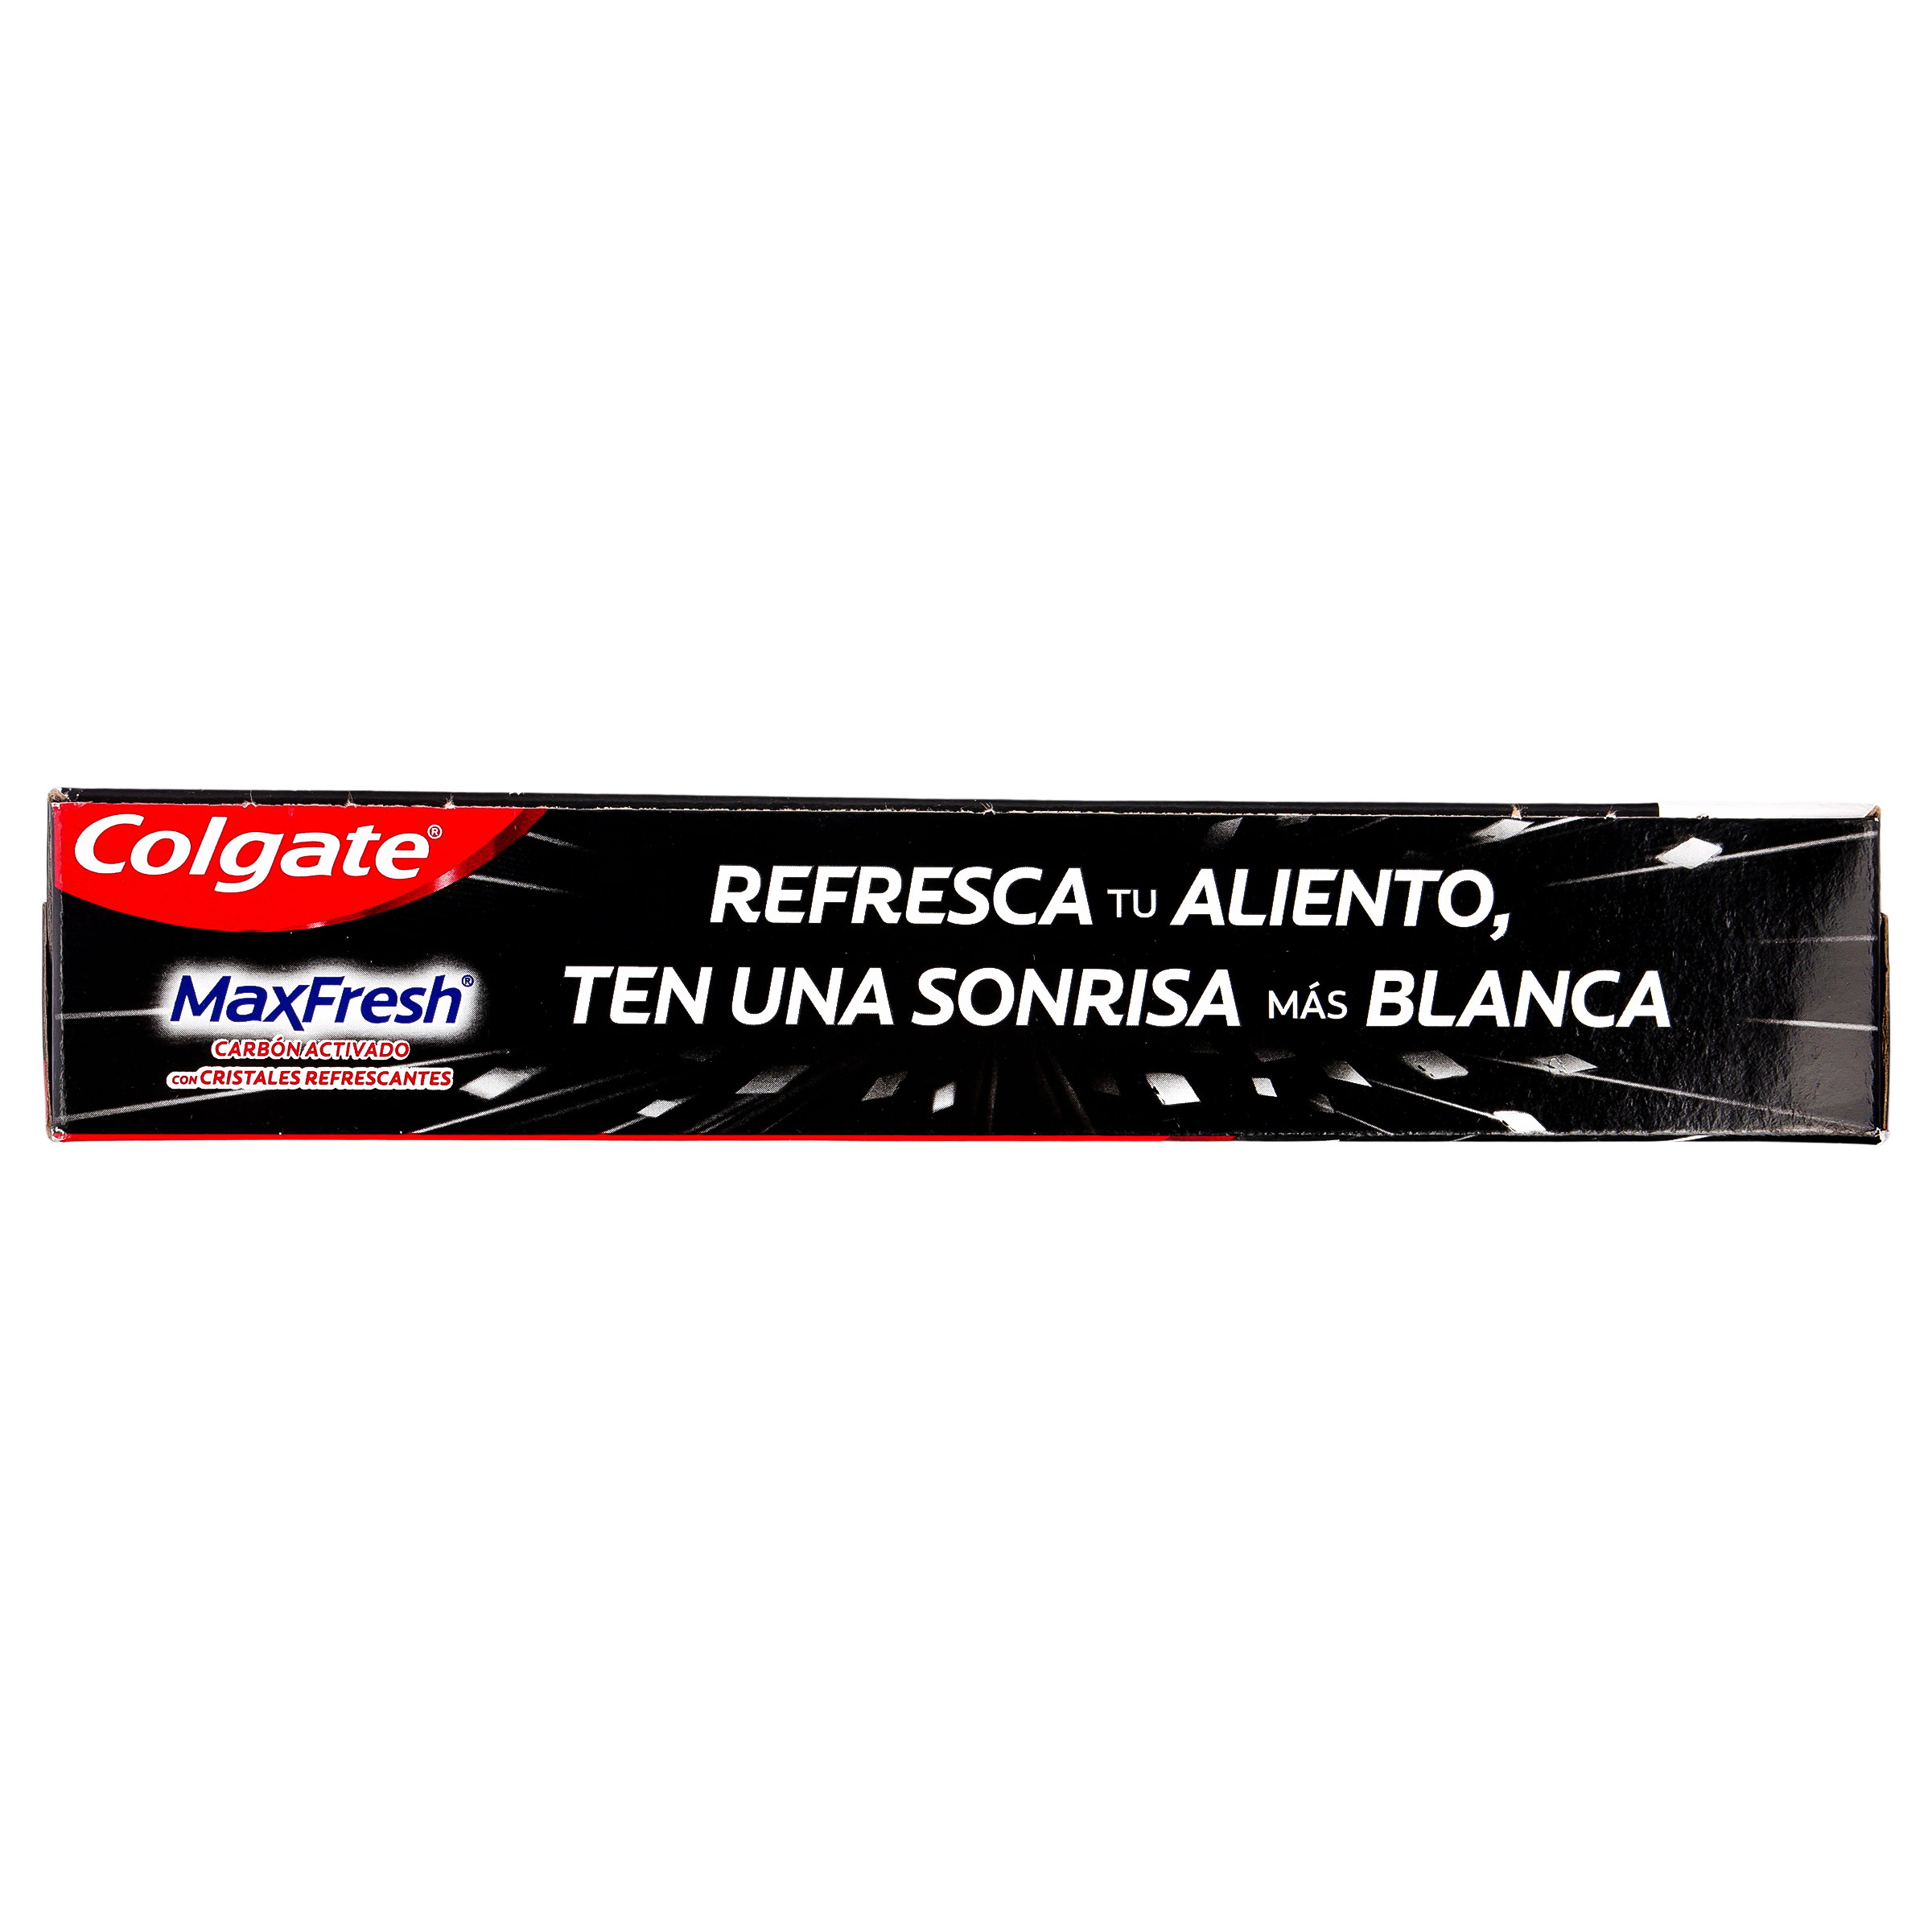 Colgate®
MaxFresh®
CARBÓN ACTIVADO
CON CRISTALES REFRESCANTES
REFRESCA TU ALIENTO,
TEN UNA SONRISA MÁS BLANCA